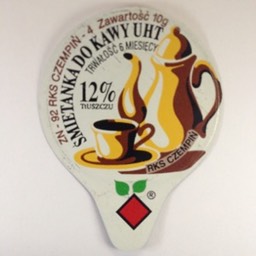 ZN - 92 RKS CZEMPIŃ - 4 Zawartość 10g
ŚMIETANKA DO KAWY UHT
TRWAŁOŚĆ 6 MIESIĘCY
12%
TŁUSZCZU
RKS CZEMPIŃ
®